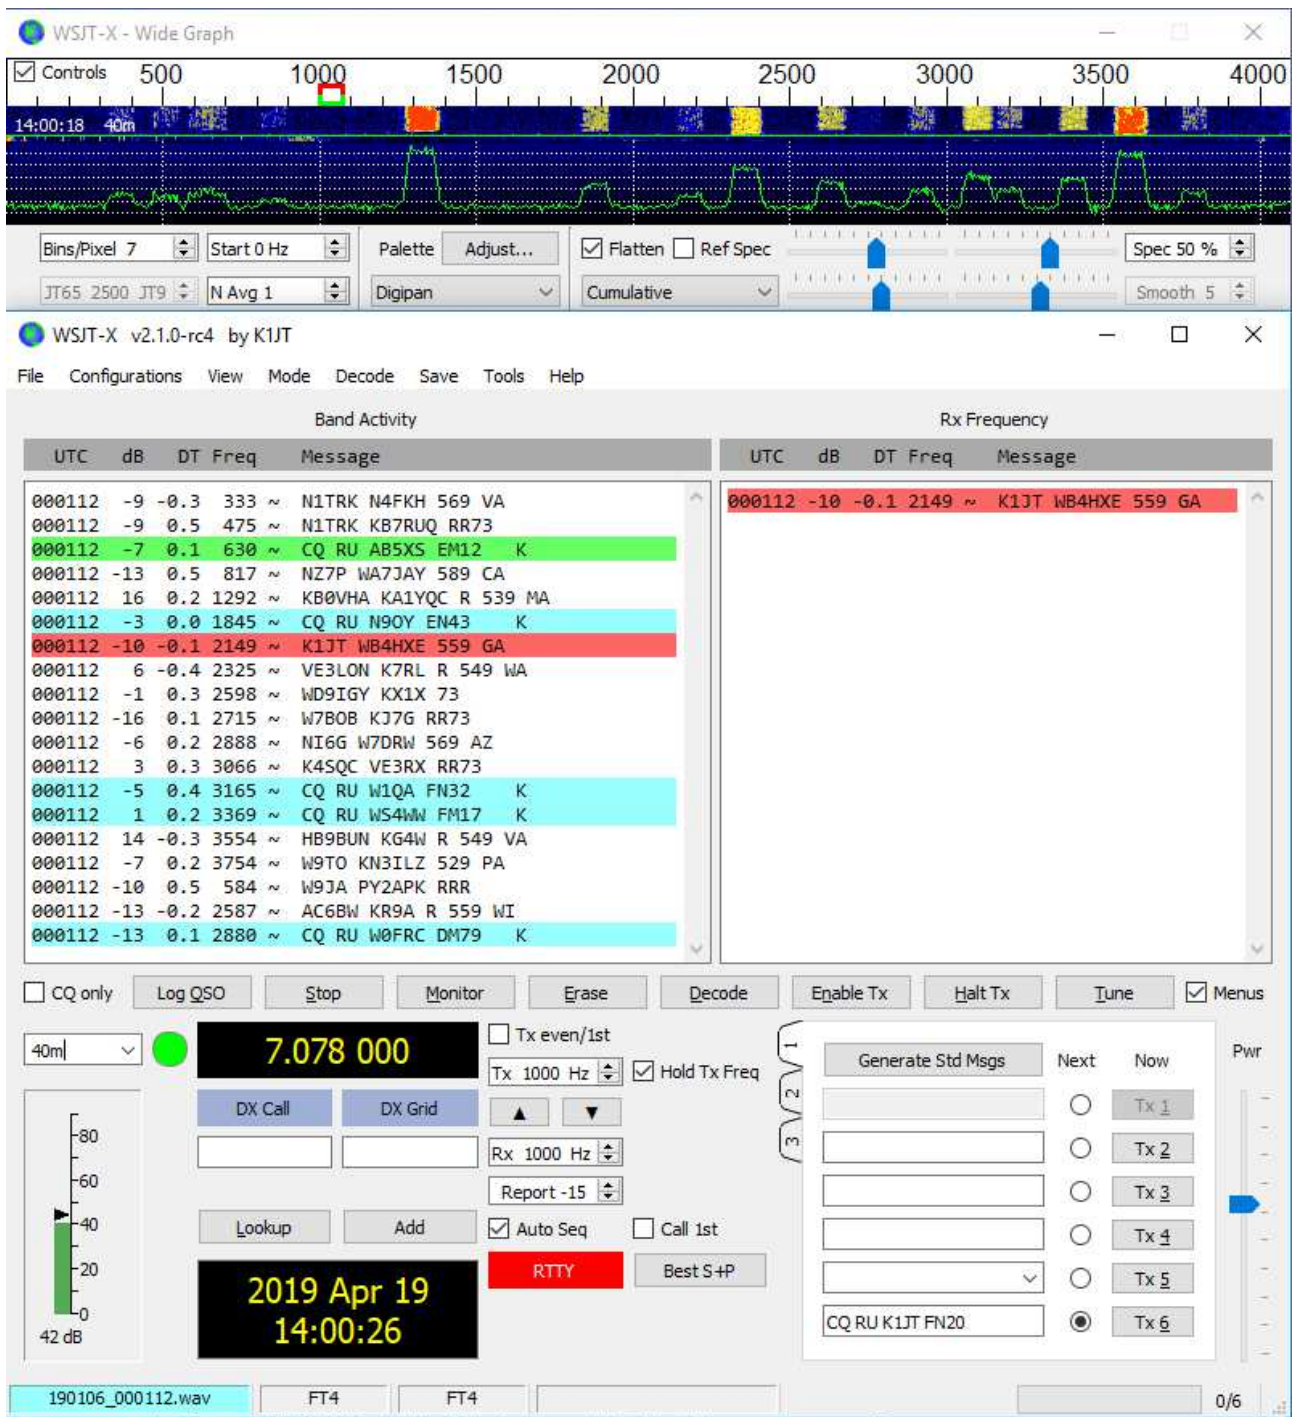 WSJT-X - Wide Graph
Controls 500 1000 1500 2000 2500 3000 3500 4000
14:00:18 40m
Bins/Pixel 7 Start 0 Hz Palette Adjust... Flatten Ref Spec Spec 50 %
JT65 2500 JT9 N Avg 1 Digipan Cumulative Smooth 5
WSJT-X v2.1.0-rc4 by K1JT
File Configurations View Mode Decode Save Tools Help
Band Activity Rx Frequency
UTC dB DT Freq Message UTC dB DT Freq Message
000112 -9 -0.3 333 ~ N1TRK N4FKH 569 VA 000112 -10 -0.1 2149 ~ K1JT WB4HXE 559 GA
000112 -9 0.5 475 ~ N1TRK KB7RUQ RR73
000112 -7 0.1 630 ~ CQ RU AB5XS EM12 K
000112 -13 0.5 817 ~ NZ7P WA7JAY 589 CA
000112 16 0.2 1292 ~ KB0VHA KA1YQC R 539 MA
000112 -3 0.0 1845 ~ CQ RU N9OY EN43 K
000112 -10 -0.1 2149 ~ K1JT WB4HXE 559 GA
000112 6 -0.4 2325 ~ VE3LON K7RL R 549 WA
000112 -1 0.3 2598 ~ WD9IGY KX1X 73
000112 -16 0.1 2715 ~ W7BOB KJ7G RR73
000112 -6 0.2 2888 ~ NI6G W7DRW 569 AZ
000112 3 0.3 3066 ~ K4SQC VE3RX RR73
000112 -5 0.4 3165 ~ CQ RU W1QA FN32 K
000112 1 0.2 3369 ~ CQ RU WS4WW FM17 K
000112 14 -0.3 3554 ~ HB9BUN KG4W R 549 VA
000112 -7 0.2 3754 ~ W9TO KN3ILZ 529 PA
000112 -10 0.5 584 ~ W9JA PY2APK RRR
000112 -13 -0.2 2587 ~ AC6BW KR9A R 559 WI
000112 -13 0.1 2880 ~ CQ RU W0FRC DM79 K
CQ only Log QSO Stop Monitor Erase Decode Enable Tx Halt Tx Tune Menus
40m 7.078 000 Tx even/1st
Tx 1000 Hz Hold Tx Freq
1 Generate Std Msgs Next Now Pwr
DX Call DX Grid
2 Tx 1
-80 Rx 1000 Hz 3 Tx 2
-60 Report -15 Tx 3
-40 Lookup Add Auto Seq Call 1st Tx 4
-20 2019 Apr 19 RTTY Best S+P Tx 5
-0 14:00:26 CQ RU K1JT FN20 Tx 6
42 dB
190106_000112.wav FT4 FT4 0/6